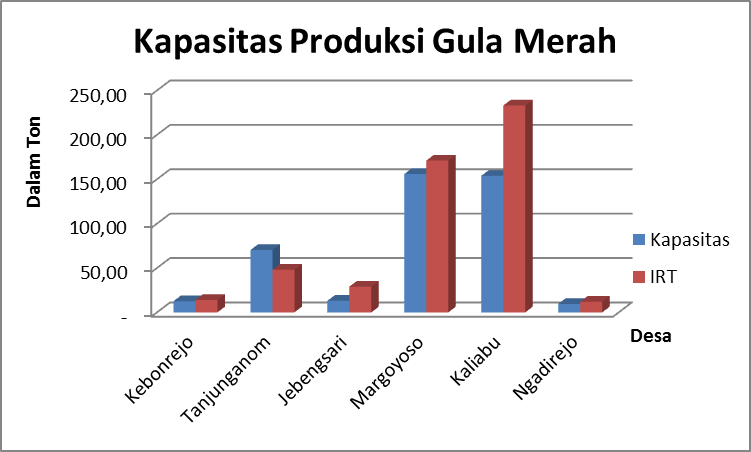 Kapasitas Produksi Gula Merah
Dalam Ton
250,00
200,00
150,00
100,00
50,00
-
Kebonrejo
Tanjunganom
Jebengsari
Margoyoso
Kaliabu
Ngadirejo
Desa
Kapasitas
IRT